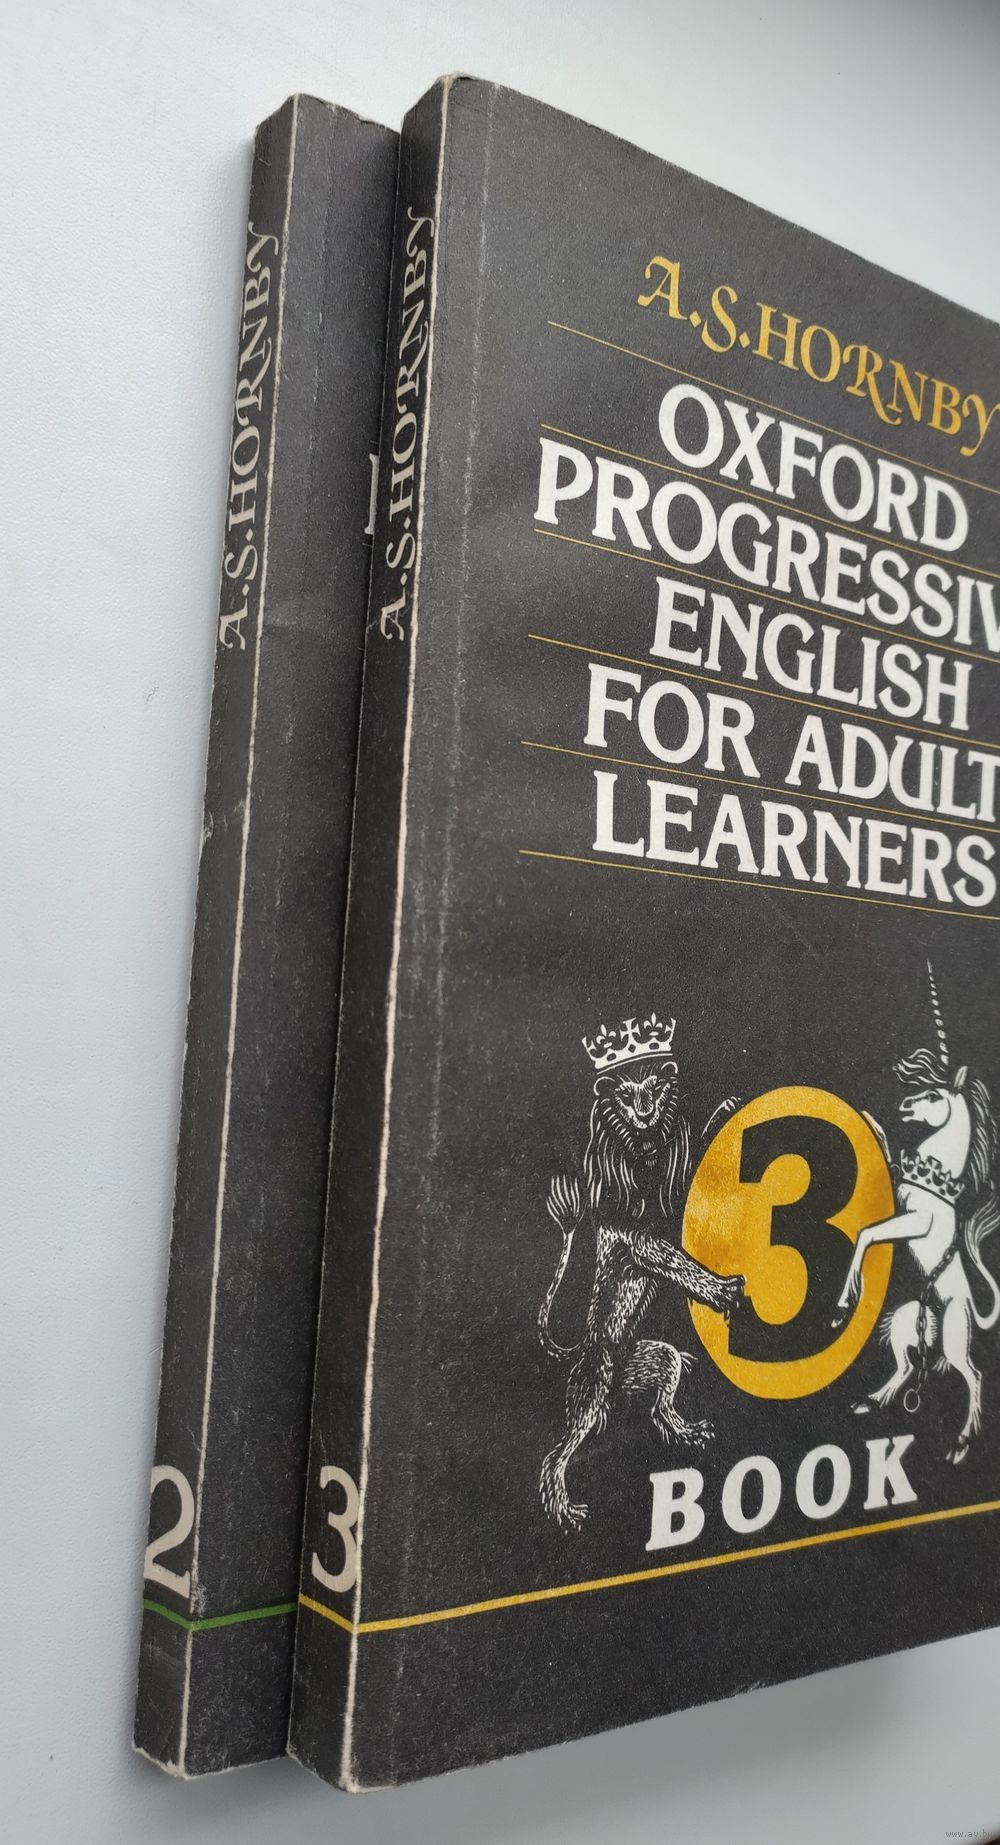 A.S.HORNBY
2
A.S.HORNBY
3
A.S.HORNBY
OXFORD
PROGRESSIV
ENGLISH
FOR ADULT
LEARNERS
3
BOOK